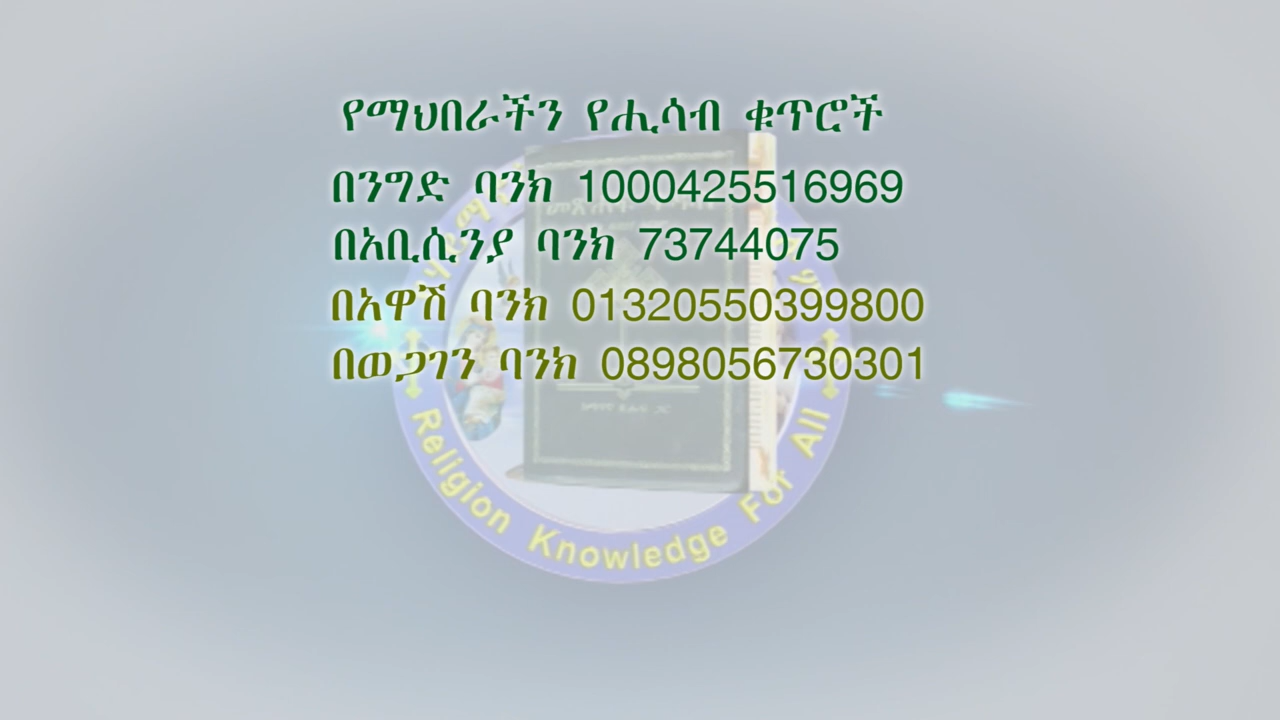 የማህበራችን የሒሳብ ቁጥሮች
በንግድ ባንክ 1000425516969
በአቢሲንያ ባንክ 73744075
በአዋሽ ባንክ 01320550399800
በወጋገን ባንክ 0898056730301
Religion Knowledge For All